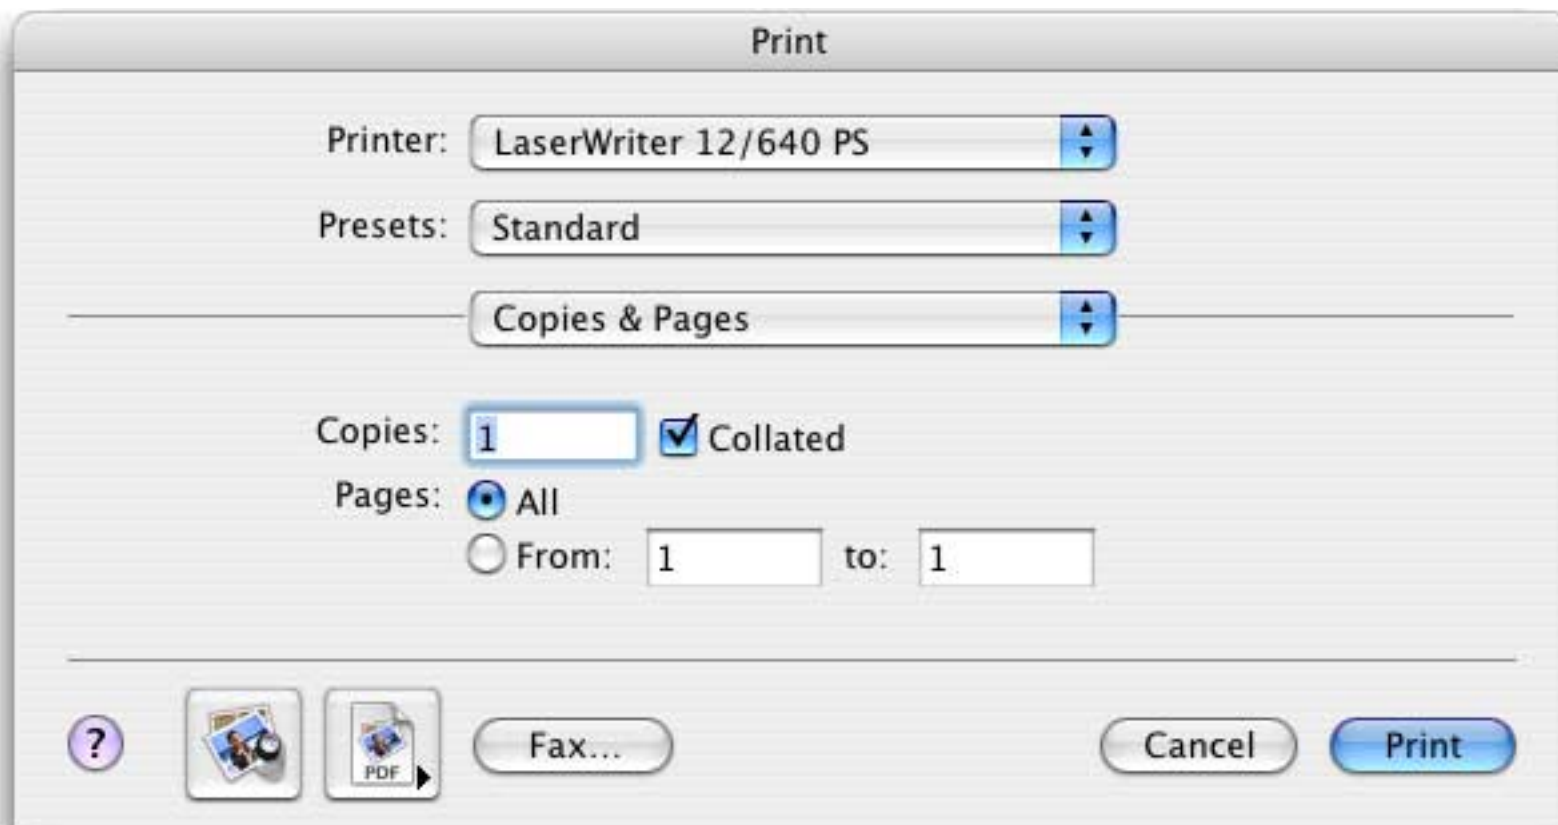 Print
Printer: LaserWriter 12/640 PS
Presets: Standard
Copies & Pages
Copies: 1 Collated
Pages: All
From: 1 to: 1
? PDF Fax... Cancel Print